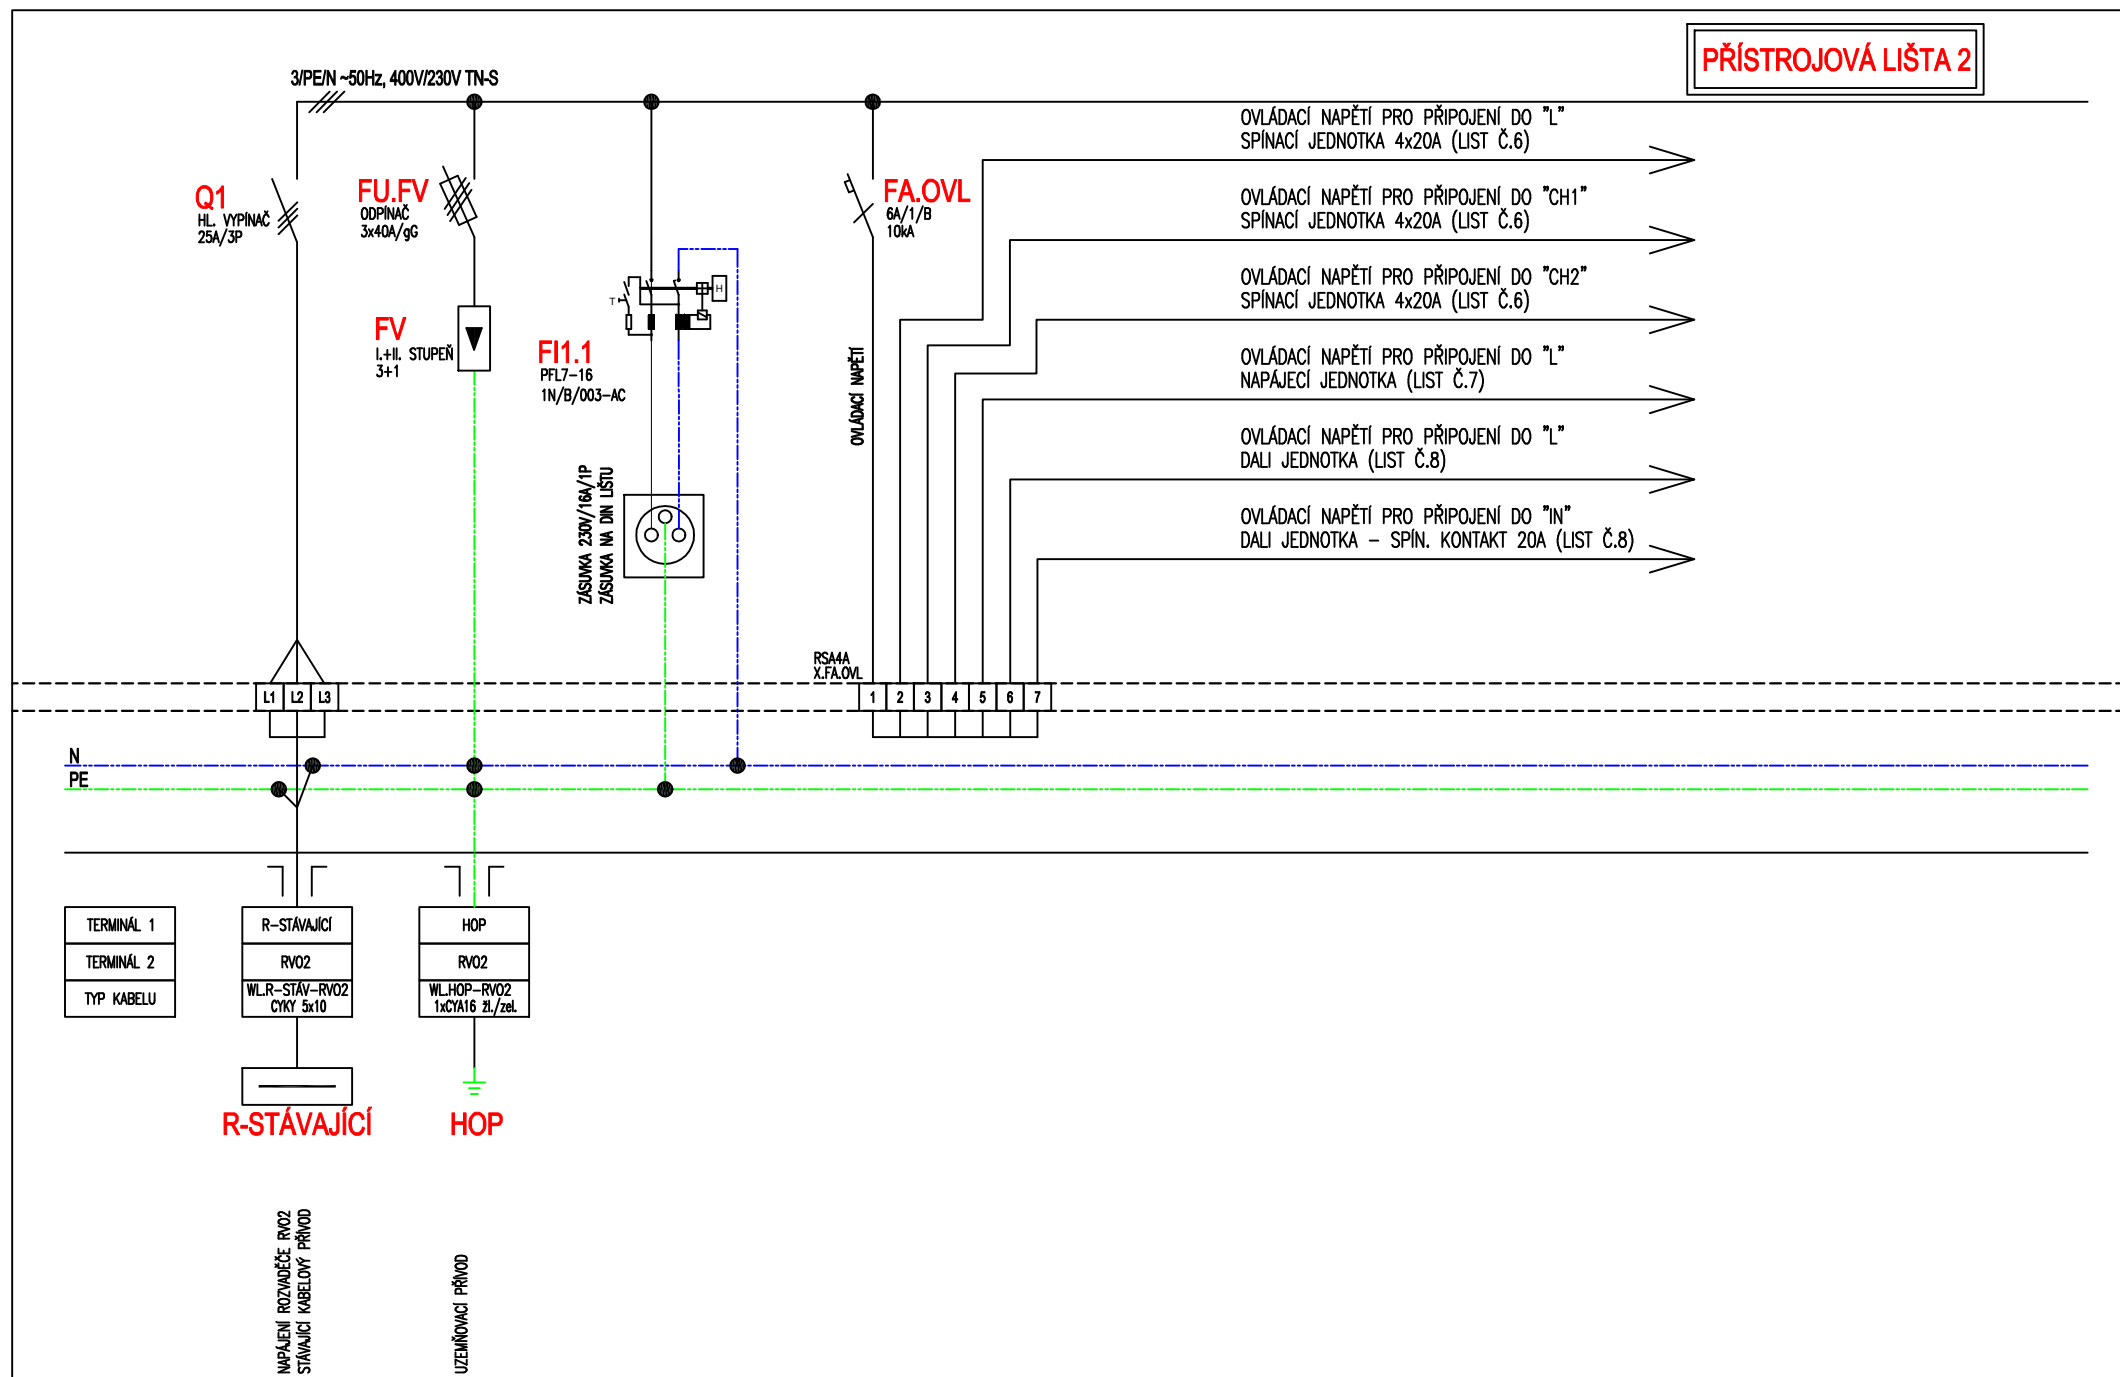 PŘÍSTROJOVÁ LIŠTA 2
3/PE/N ~50Hz, 400V/230V TN-S
Q1
HL. VYPÍNAČ
25A/3P
FU.FV
ODPÍNAČ
3x40A/gG
FV
I.+II. STUPEŇ
3+1
FI1.1
PFL7-16
1N/B/003-AC
T
H
ZÁSUVKA 230V/16A/1P
ZÁSUVKA NA DIN LIŠTU
FA.OVL
6A/1/B
10kA
OVLÁDACÍ NAPĚTÍ
OVLÁDACÍ NAPĚTÍ PRO PŘIPOJENÍ DO "L"
SPÍNACÍ JEDNOTKA 4x20A (LIST Č.6)
OVLÁDACÍ NAPĚTÍ PRO PŘIPOJENÍ DO "CH1"
SPÍNACÍ JEDNOTKA 4x20A (LIST Č.6)
OVLÁDACÍ NAPĚTÍ PRO PŘIPOJENÍ DO "CH2"
SPÍNACÍ JEDNOTKA 4x20A (LIST Č.6)
OVLÁDACÍ NAPĚTÍ PRO PŘIPOJENÍ DO "L"
NAPÁJECÍ JEDNOTKA (LIST Č.7)
OVLÁDACÍ NAPĚTÍ PRO PŘIPOJENÍ DO "L"
DALI JEDNOTKA (LIST Č.8)
OVLÁDACÍ NAPĚTÍ PRO PŘIPOJENÍ DO "IN"
DALI JEDNOTKA - SPÍN. KONTAKT 20A (LIST Č.8)
RSA4A
X.FA.OVL
L1 L2 L3
1 2 3 4 5 6 7
N
PE
TERMINÁL 1
TERMINÁL 2
TYP KABELU
R-STÁVAJÍCÍ
RVO2
WL.R-STÁV-RVO2
CYKY 5x10
R-STÁVAJÍCÍ
HOP
RVO2
WL.HOP-RVO2
1xCYA16 žl./zel.
HOP
NAPÁJENÍ ROZVADĚČE RVO2
STÁVAJÍCÍ KABELOVÝ PŘÍVOD
UZEMŇOVACÍ PŘÍVOD